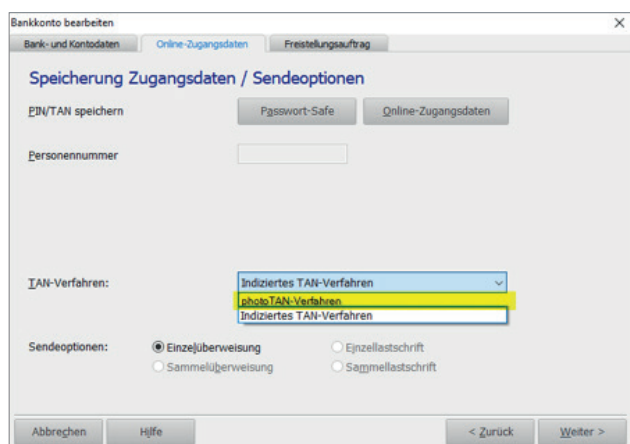 Bankkonto bearbeiten
Bank- und Kontodaten Online-Zugangsdaten Freistellungsauftrag
Speicherung Zugangsdaten / Sendeoptionen
PIN/TAN speichern Passwort-Safe Online-Zugangsdaten
Personennummer
TAN-Verfahren: Indiziertes TAN-Verfahren
photoTAN-Verfahren
Indiziertes TAN-Verfahren
Sendeoptionen: Einzelüberweisung Einzellastschrift
Sammelüberweisung Sammellastschrift
Abbrechen Hilfe < Zurück Weiter >